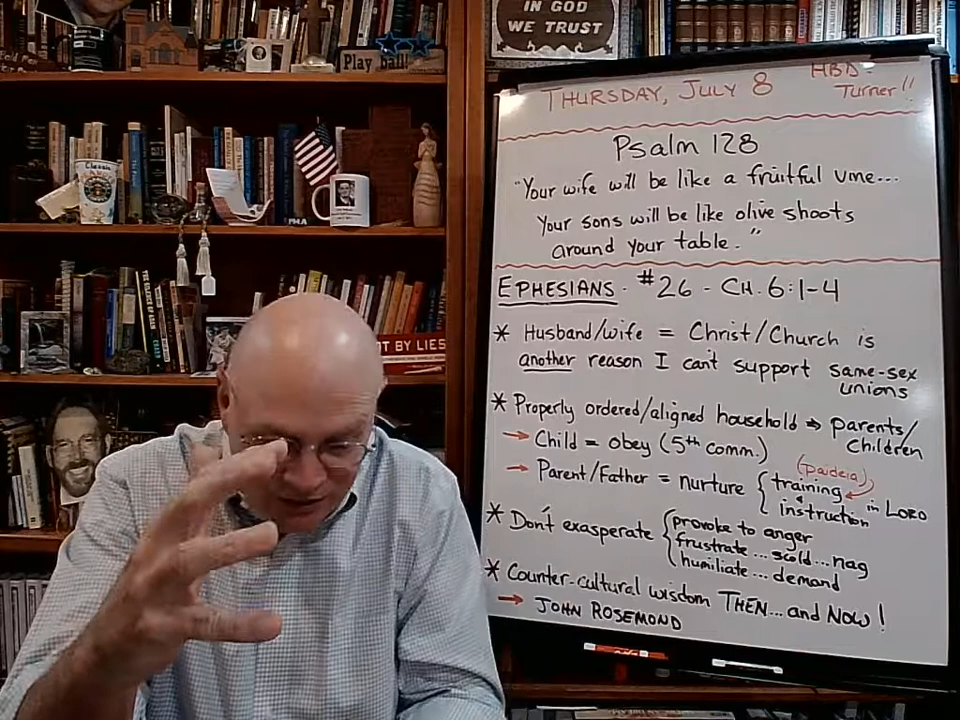 IN GOD
WE TRUST
Play ball!
Classic
PHA
NOT BY LIES
THURSDAY, JULY 8
HBD-
Turner!!
Psalm 128
"Your wife will be like a fruitful vine...
Your sons will be like olive shoots
around your table."
EPHESIANS - #26 - CH. 6:1-4
* Husband/wife = Christ/Church is
another reason I can't support same-sex
unions
* Properly ordered/aligned household ⇒ parents/
children
→ Child = obey (5th comm.)
(paideia)
→ Parent/Father = nurture { training
& instruction in LORD
* Don't exasperate { provoke to anger
frustrate... scold... nag
humiliate... demand
* Counter-cultural wisdom THEN... and NOW!
→ JOHN ROSEMOND